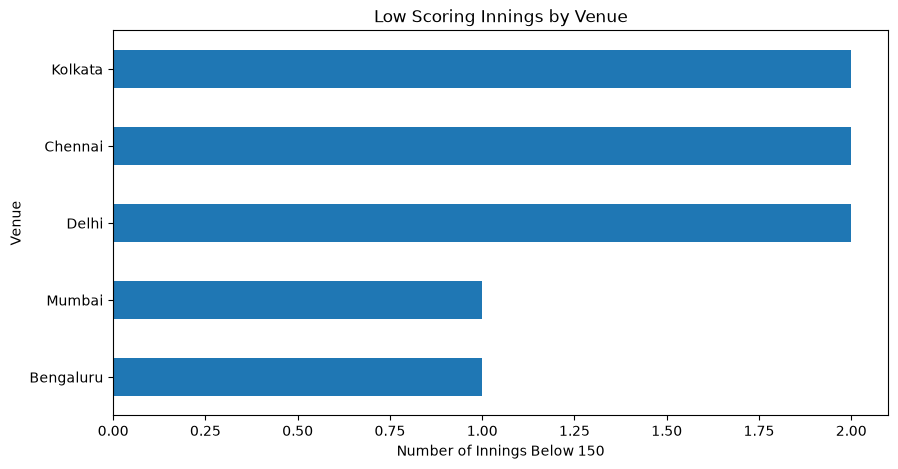 Low Scoring Innings by Venue
Venue
Kolkata
Chennai
Delhi
Mumbai
Bengaluru
0.00 0.25 0.50 0.75 1.00 1.25 1.50 1.75 2.00
Number of Innings Below 150